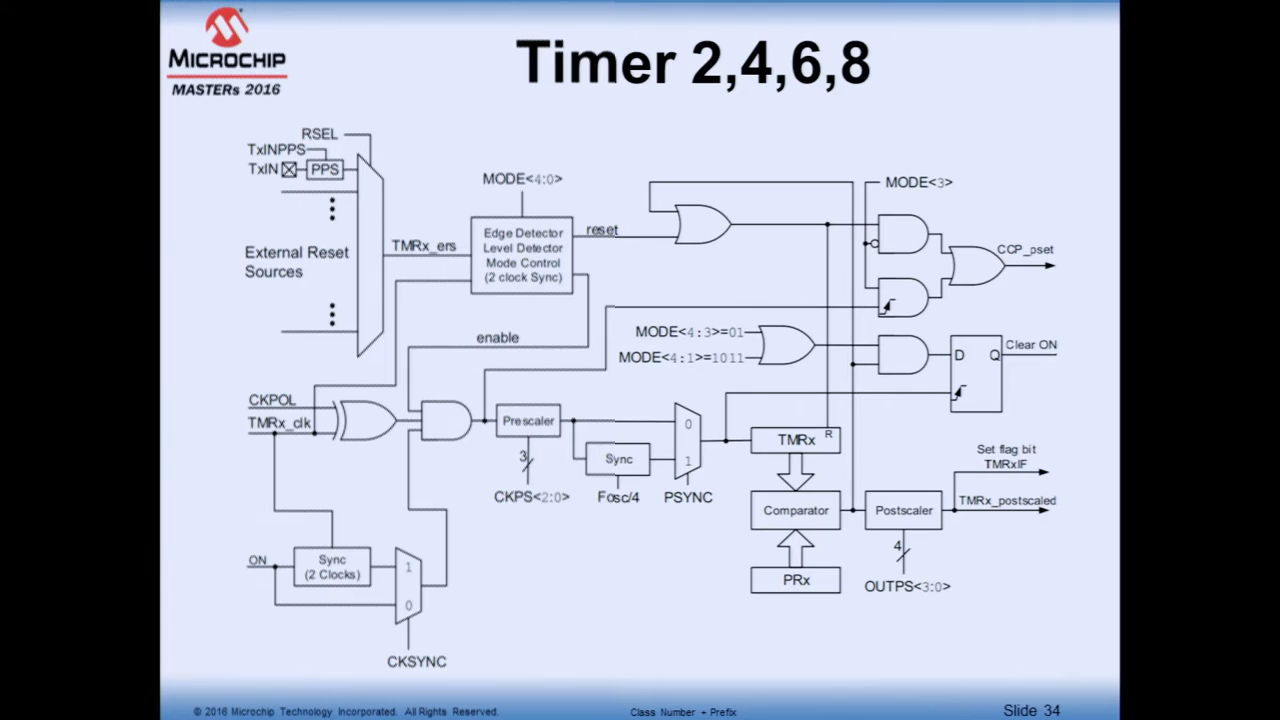 MICROCHIP
MASTERs 2016
Timer 2,4,6,8
RSEL
TxINPPS
TxIN
PPS
External Reset
Sources
TMRx_ers
MODE<4:0>
Edge Detector
Level Detector
Mode Control
(2 clock Sync)
reset
enable
MODE<3>
CCP_pset
MODE<4:3>=01
MODE<4:1>=1011
D
Q
Clear ON
CKPOL
TMRx_clk
Prescaler
3
CKPS<2:0>
Sync
Fosc/4
0
1
PSYNC
TMRx
R
Comparator
PRx
Postscaler
4
OUTPS<3:0>
Set flag bit
TMRxIF
TMRx_postscaled
ON
Sync
(2 Clocks)
1
0
CKSYNC
© 2016 Microchip Technology Incorporated. All Rights Reserved.
Class Number + Prefix
Slide 34